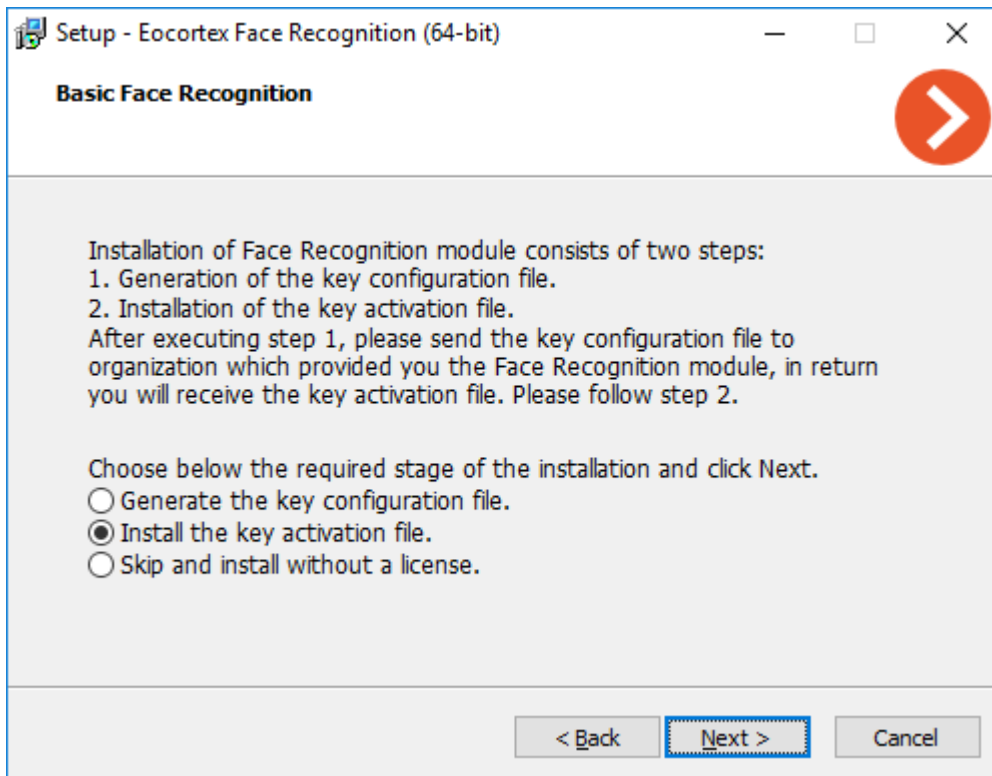 Setup - Eocortex Face Recognition (64-bit)
Basic Face Recognition
Installation of Face Recognition module consists of two steps:
1. Generation of the key configuration file.
2. Installation of the key activation file.
After executing step 1, please send the key configuration file to
organization which provided you the Face Recognition module, in return
you will receive the key activation file. Please follow step 2.
Choose below the required stage of the installation and click Next.
Generate the key configuration file.
Install the key activation file.
Skip and install without a license.
< Back Next > Cancel